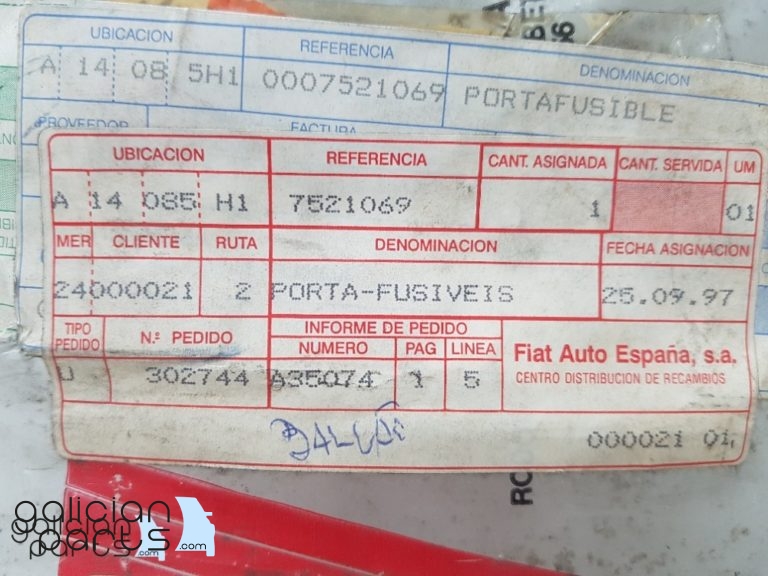 UBICACION REFERENCIA DENOMINACION
A 14 08 5H1 0007521069 PORTAFUSIBLE
PROVEEDOR FACTURA
UBICACION REFERENCIA CANT. ASIGNADA CANT. SERVIDA UM
A 14 085 H1 7521069 1 01
MER CLIENTE RUTA DENOMINACION FECHA ASIGNACION
24000021 2 PORTA-FUSIVEIS 25.09.97
TIPO PEDIDO N.º PEDIDO INFORME DE PEDIDO
NUMERO PAG LINEA
U 302744 A35074 1 5
Fiat Auto España, s.a.
CENTRO DISTRIBUCION DE RECAMBIOS
000021 01
galician
parts
.com